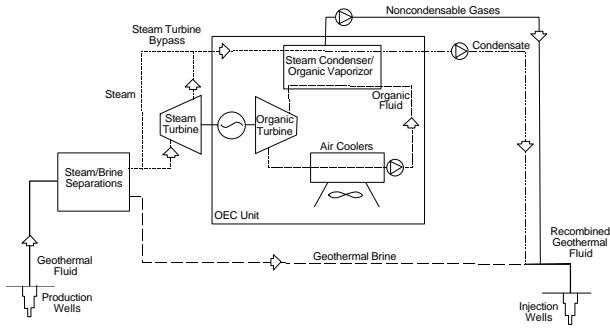 Noncondensable Gases
Steam Turbine
Bypass
Condensate
Steam Condenser/
Organic Vaporizor
Steam
Organic
Fluid
Steam
Turbine
Organic
Turbine
Air Coolers
Steam/Brine
Separations
OEC Unit
Recombined
Geothermal
Fluid
Geothermal Brine
Geothermal
Fluid
Production
Wells
Injection
Wells